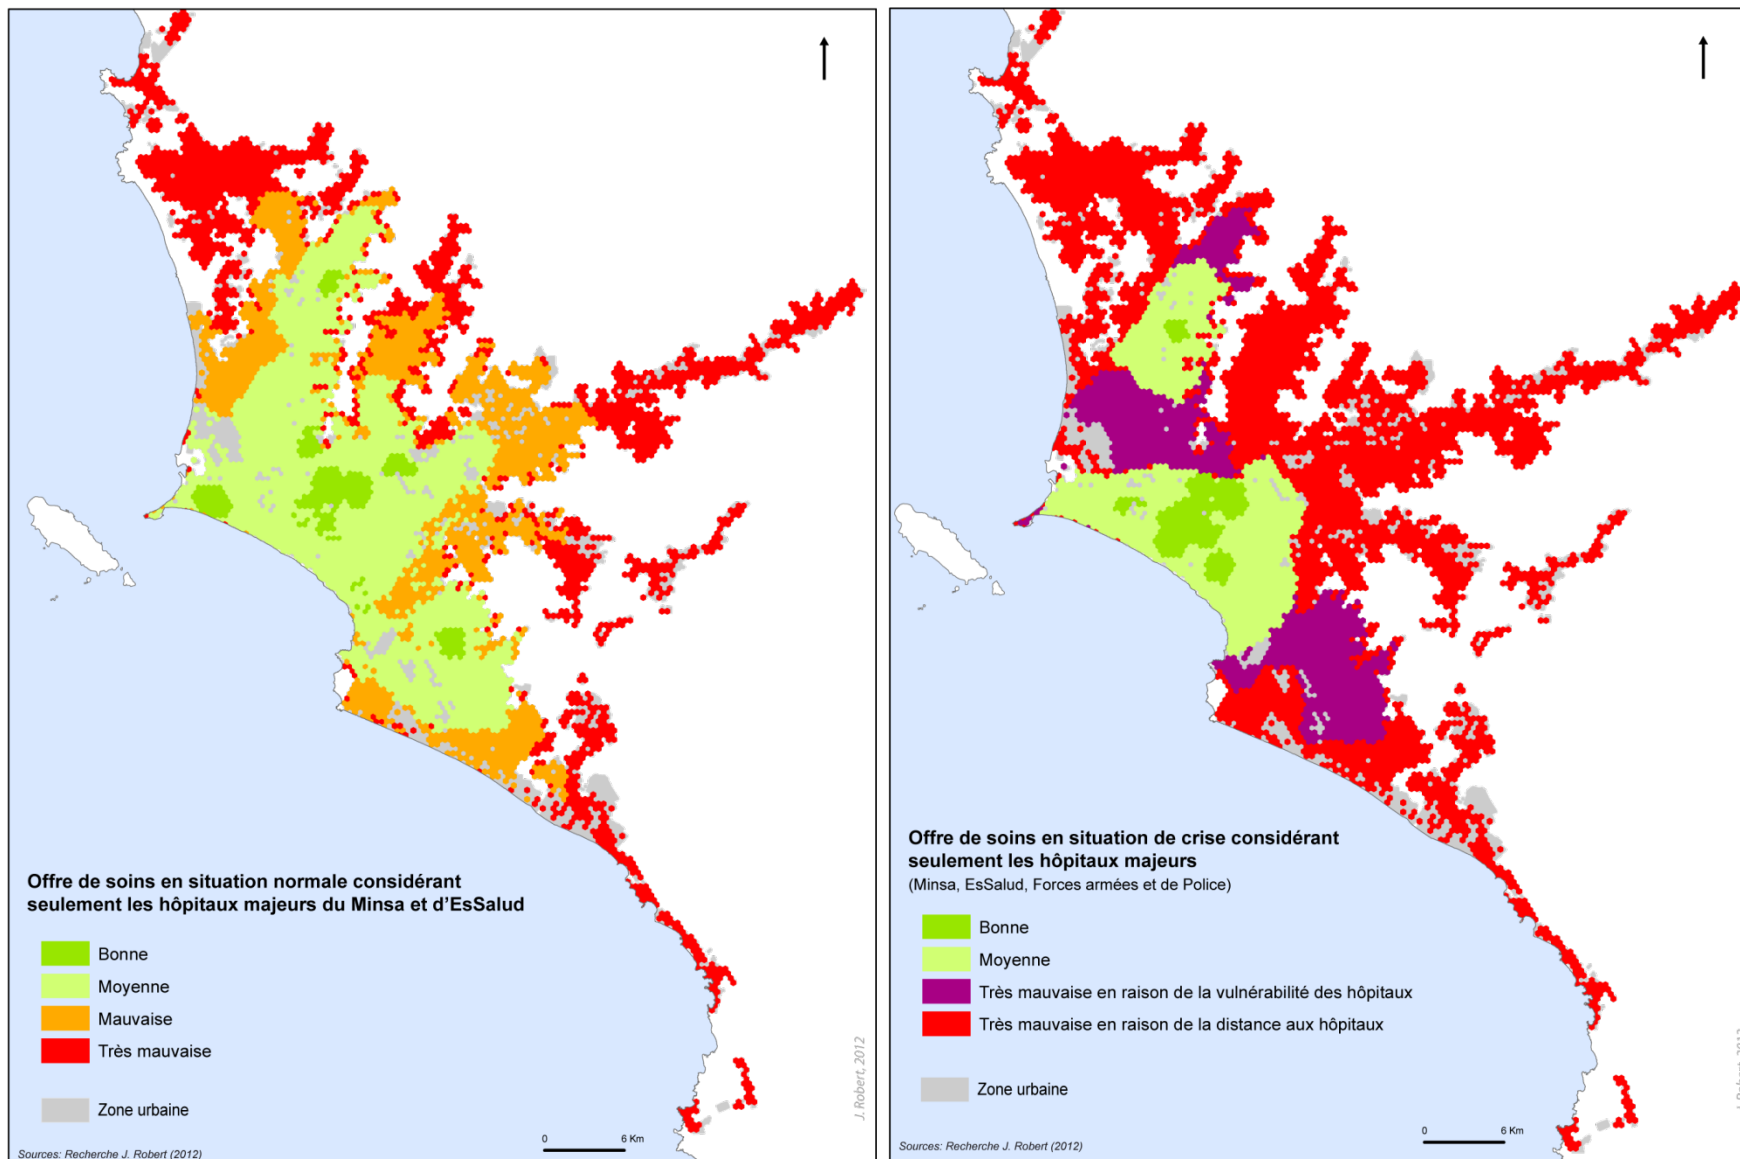 Offre de soins en situation normale considérant
seulement les hôpitaux majeurs du Minsa et d'EsSalud
Bonne
Moyenne
Mauvaise
Très mauvaise
Zone urbaine
0 6 Km
J. Robert, 2012
Sources: Recherche J. Robert (2012)
Offre de soins en situation de crise considérant
seulement les hôpitaux majeurs
(Minsa, EsSalud, Forces armées et de Police)
Bonne
Moyenne
Très mauvaise en raison de la vulnérabilité des hôpitaux
Très mauvaise en raison de la distance aux hôpitaux
Zone urbaine
0 6 Km
Sources: Recherche J. Robert (2012)